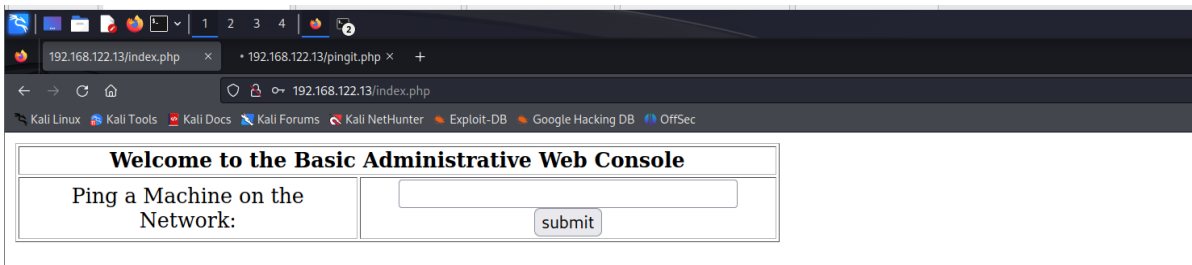 1 2 3 4 2
192.168.122.13/index.php × • 192.168.122.13/pingit.php × +
192.168.122.13/index.php
Kali Linux Kali Tools Kali Docs Kali Forums Kali NetHunter Exploit-DB Google Hacking DB OffSec
Welcome to the Basic Administrative Web Console
Ping a Machine on the
Network:
submit